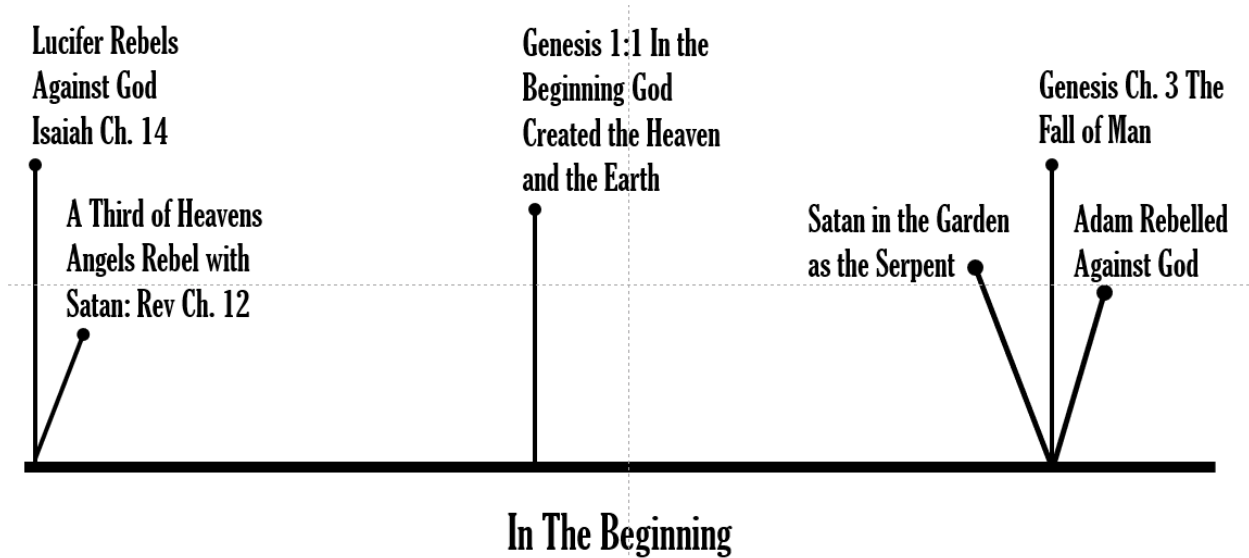 Lucifer Rebels
Against God
Isaiah Ch. 14
A Third of Heavens
Angels Rebel with
Satan: Rev Ch. 12
Genesis 1:1 In the
Beginning God
Created the Heaven
and the Earth
Satan in the Garden
as the Serpent
Genesis Ch. 3 The
Fall of Man
Adam Rebelled
Against God
In The Beginning